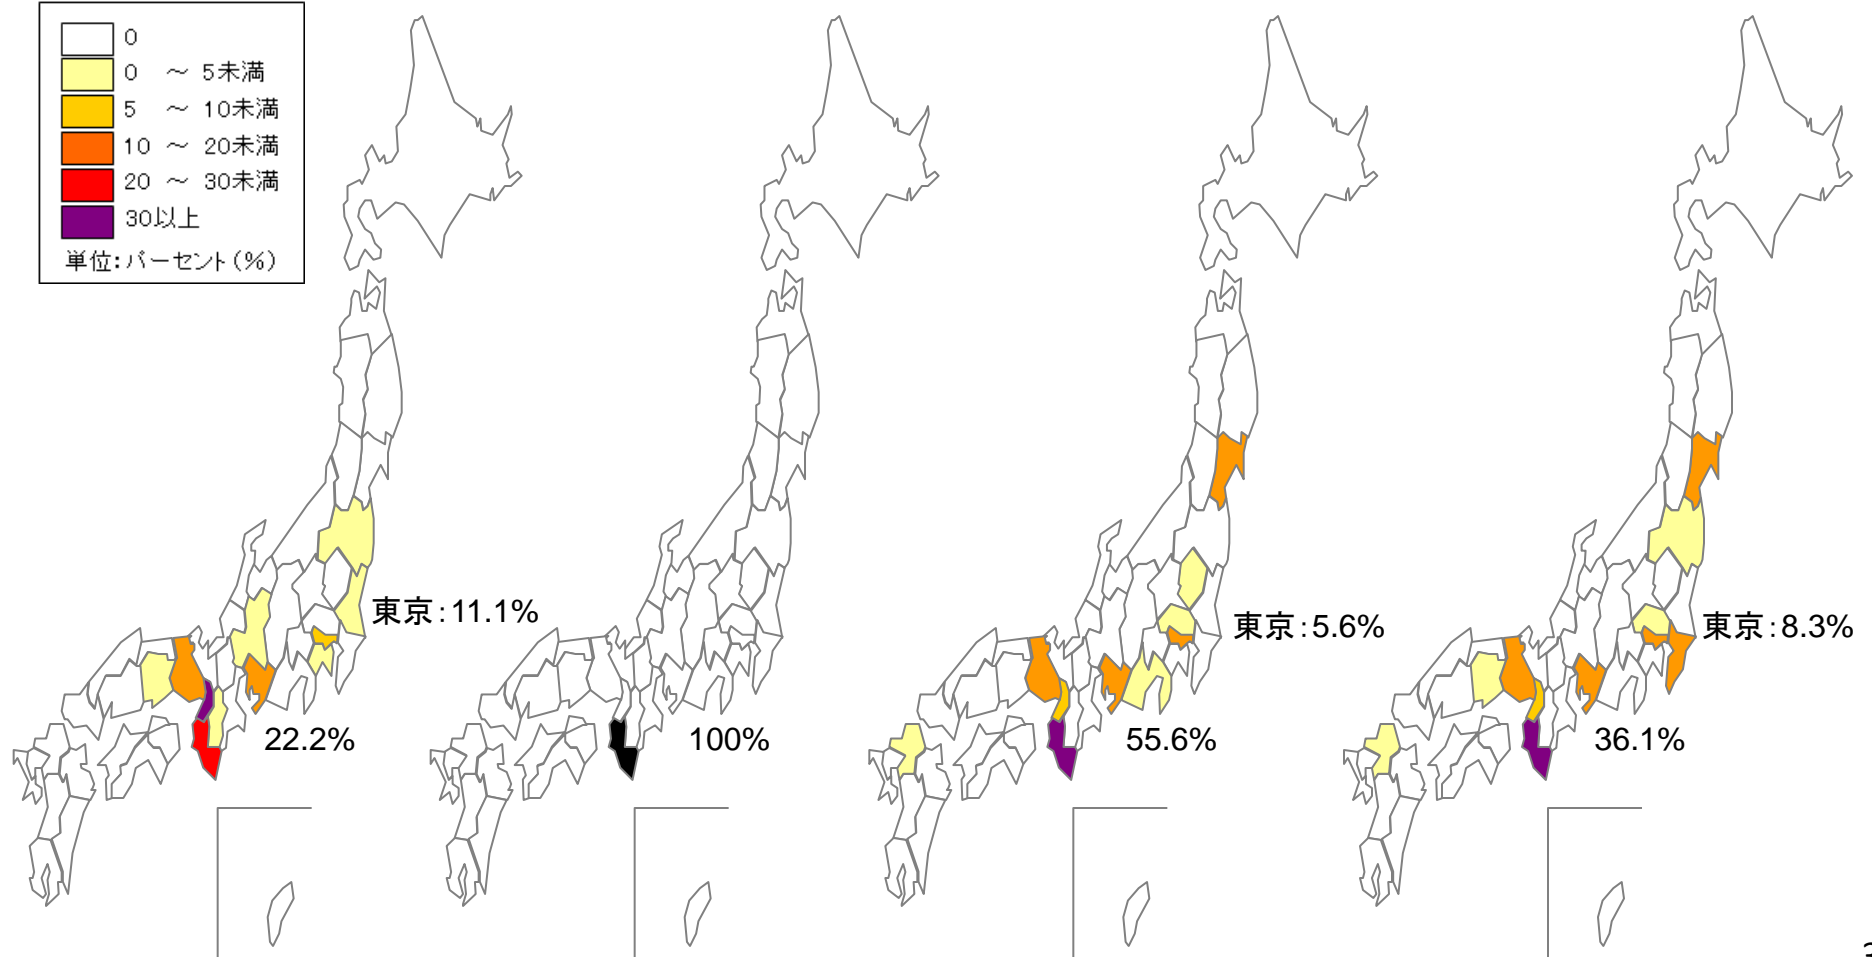 0
0 ～ 5未満
5 ～ 10未満
10 ～ 20未満
20 ～ 30未満
30以上
単位:パーセント(%)
東京：11.1%
東京：5.6%
東京：8.3%
22.2%
100%
55.6%
36.1%